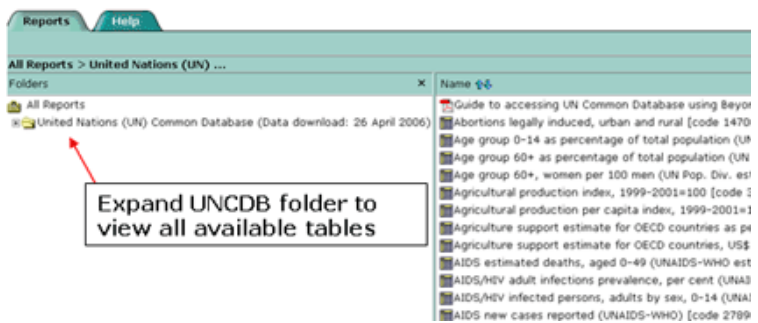 Reports Help
All Reports > United Nations (UN) ...
Folders × Name
All Reports
United Nations (UN) Common Database (Data download: 26 April 2006)
Expand UNCDB folder to
view all available tables
Guide to accessing UN Common Database using Beyon
Abortions legally induced, urban and rural [code 1470
Age group 0-14 as percentage of total population (UN
Age group 60+ as percentage of total population (UN
Age group 60+, women per 100 men (UN Pop. Div. est
Agricultural production index, 1999-2001=100 [code 3
Agricultural production per capita index, 1999-2001=1
Agriculture support estimate for OECD countries as pe
Agriculture support estimate for OECD countries, US$
AIDS estimated deaths, aged 0-49 (UNAIDS-WHO est
AIDS/HIV adult infections prevalence, per cent (UNAI
AIDS/HIV infected persons, adults by sex, 0-14 (UNAI
AIDS new cases reported (UNAIDS-WHO) [code 2789